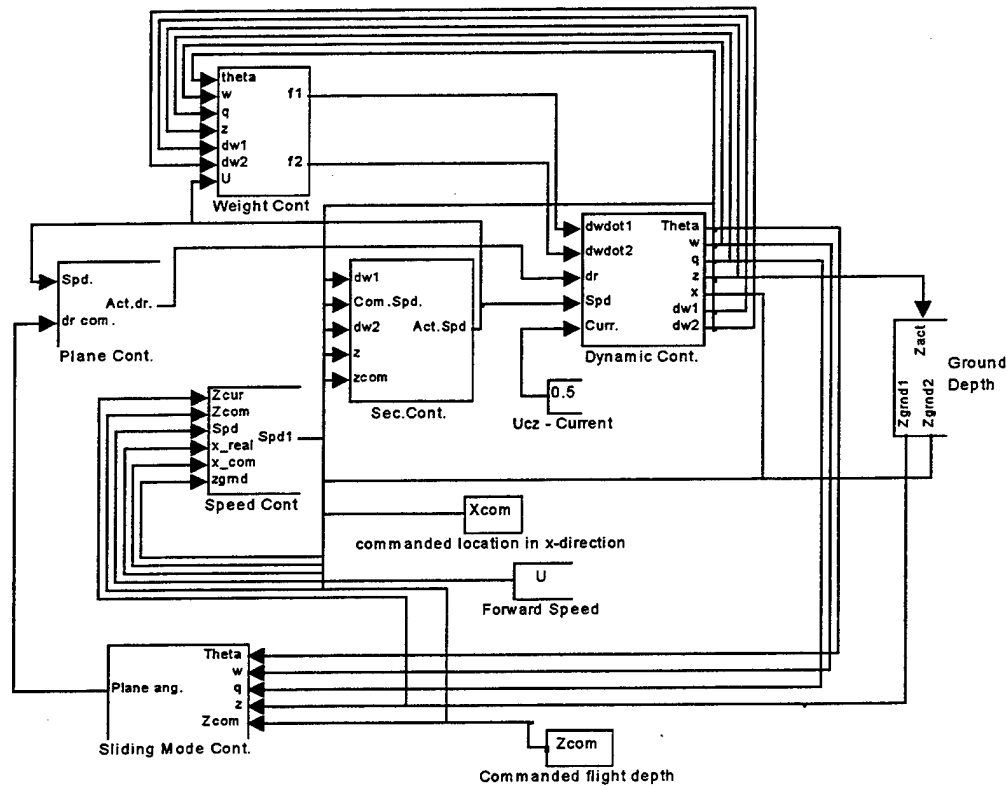 theta
w f1
q
z
dw1
dw2 f2
U
Weight Cont
Spd.
Act.dr.
dr com.
Plane Cont.
dw1
Com.Spd.
dw2 Act.Spd
z
zcom
Sec.Cont.
dwdot1 Theta
w
dwdot2 q
dr z
x
Spd dw1
Curr. dw2
Dynamic Cont.
0.5
Ucz - Current
Zact
Zgrnd1 Zgrnd2
Ground
Depth
Zcur
Zcom
Spd Spd1
x_real
x_com
zgrnd
Speed Cont
Xcom
commanded location in x-direction
U
Forward Speed
Theta
w
Plane ang. q
z
Zcom
Sliding Mode Cont.
Zcom
Commanded flight depth